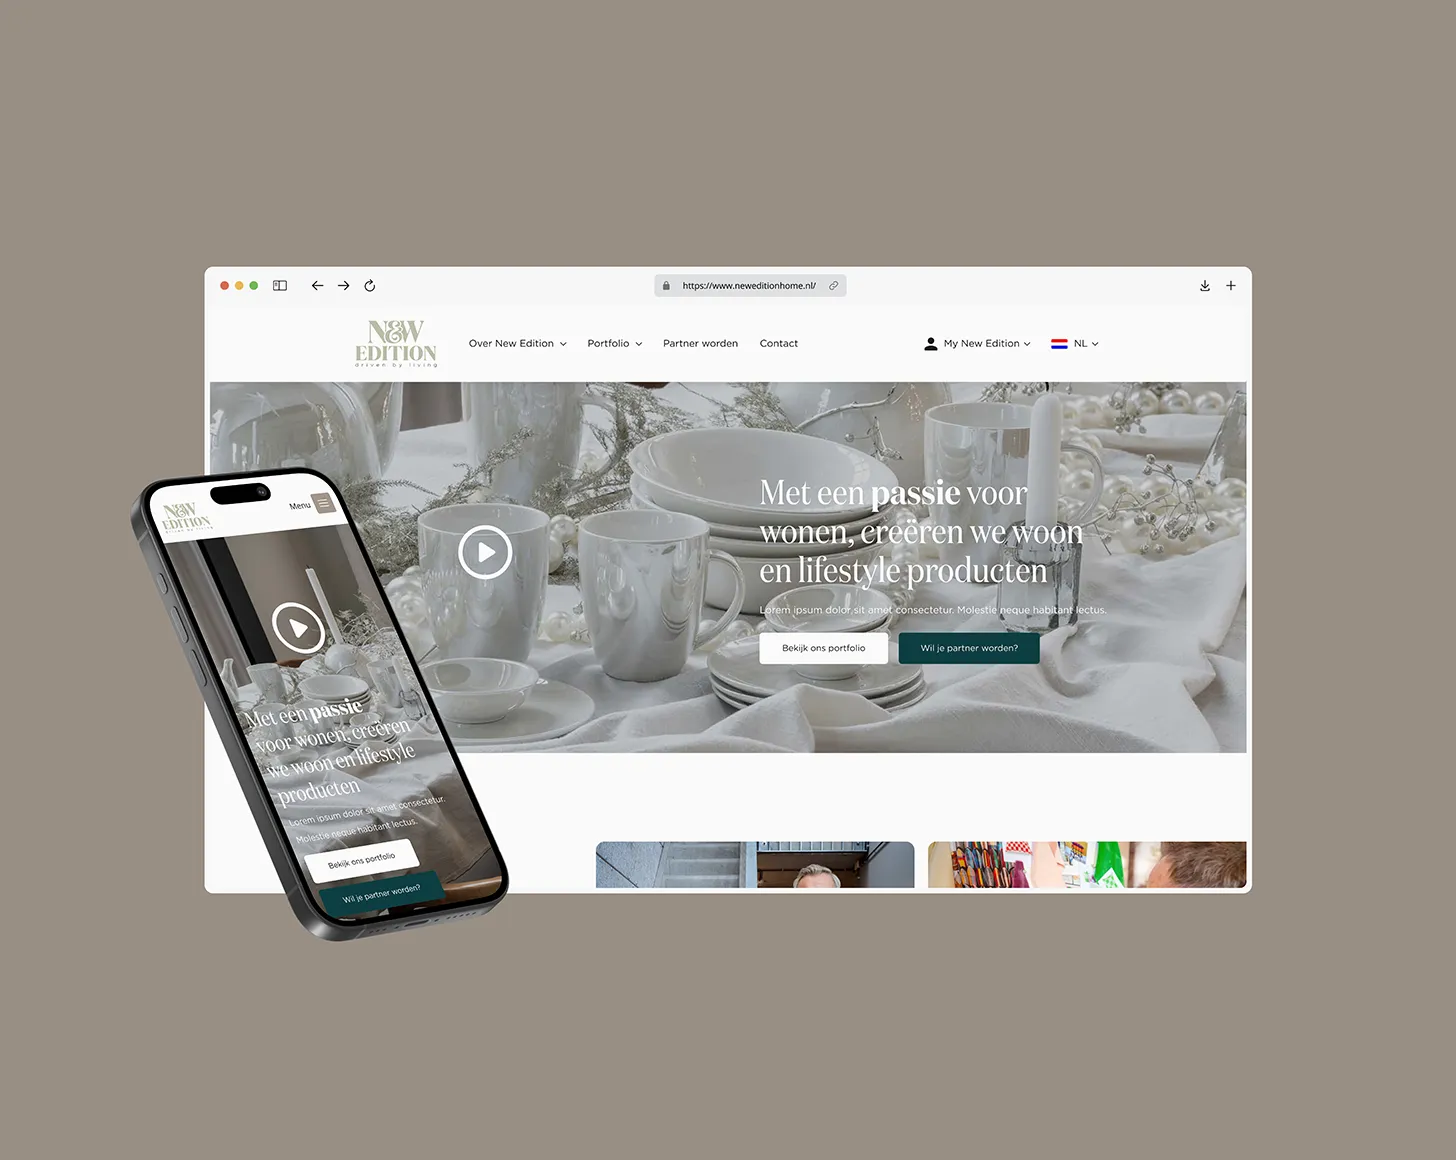 https://www.neweditionhome.nl/
N&W
EDITION
driven by living
Over New Edition
Portfolio
Partner worden
Contact
My New Edition
NL
Met een passie voor
wonen, creëren we woon
en lifestyle producten
Lorem ipsum dolor sit amet consectetur. Molestie neque habitant lectus.
Bekijk ons portfolio
Wil je partner worden?
N&W
EDITION
driven by living
Menu
Met een passie
voor wonen, creëren
we woon en lifestyle
producten
Lorem ipsum dolor sit amet consectetur.
Molestie neque habitant lectus.
Bekijk ons portfolio
Wil je partner worden?